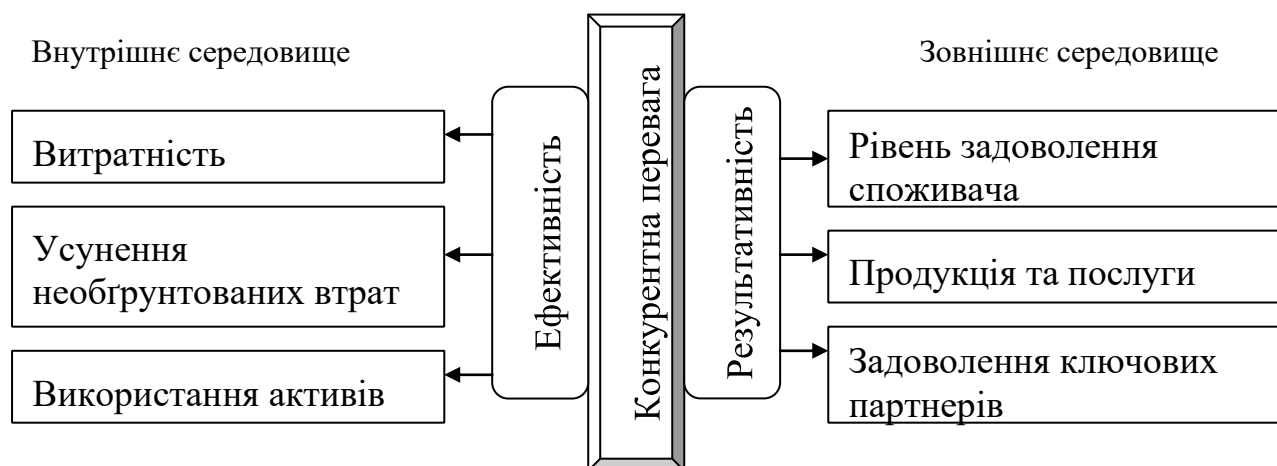 Внутрішнє середовище
Зовнішнє середовище
Витратність
Усунення
необґрунтованих втрат
Використання активів
Ефективність
Конкурентна перевага
Результативність
Рівень задоволення
споживача
Продукція та послуги
Задоволення ключових
партнерів